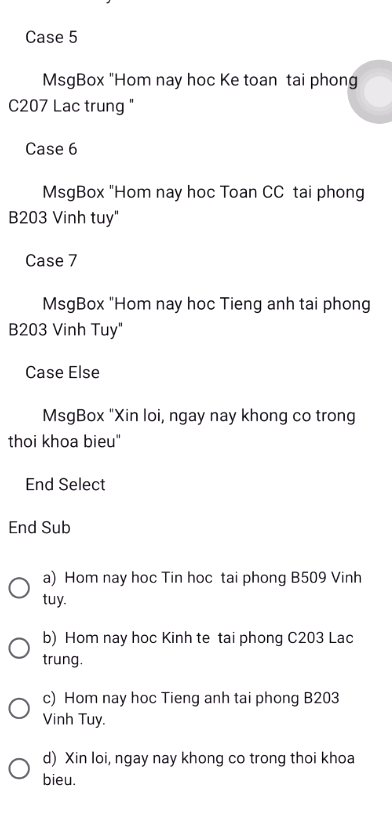 Case 5
MsgBox "Hom nay hoc Ke toan tai phong
C207 Lac trung "
Case 6
MsgBox "Hom nay hoc Toan CC tai phong
B203 Vinh tuy"
Case 7
MsgBox "Hom nay hoc Tieng anh tai phong
B203 Vinh Tuy"
Case Else
MsgBox "Xin loi, ngay nay khong co trong
thoi khoa bieu"
End Select
End Sub
a) Hom nay hoc Tin hoc tai phong B509 Vinh
tuy.
b) Hom nay hoc Kinh te tai phong C203 Lac
trung.
c) Hom nay hoc Tieng anh tai phong B203
Vinh Tuy.
d) Xin loi, ngay nay khong co trong thoi khoa
bieu.